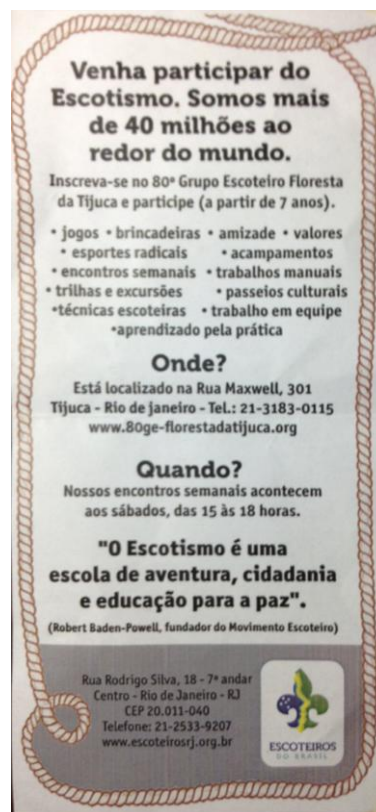 Venha participar do
Escotismo. Somos mais
de 40 milhões ao
redor do mundo.
Inscreva-se no 80º Grupo Escoteiro Floresta
da Tijuca e participe (a partir de 7 anos).
• jogos • brincadeiras • amizade • valores
• esportes radicais • acampamentos
• encontros semanais • trabalhos manuais
• trilhas e excursões • passeios culturais
•técnicas escoteiras • trabalho em equipe
•aprendizado pela prática
Onde?
Está localizado na Rua Maxwell, 301
Tijuca - Rio de janeiro - Tel.: 21-3183-0115
www.80ge-florestadatijuca.org
Quando?
Nossos encontros semanais acontecem
aos sábados, das 15 às 18 horas.
"O Escotismo é uma
escola de aventura, cidadania
e educação para a paz".
(Robert Baden-Powell, fundador do Movimento Escoteiro)
Rua Rodrigo Silva, 18 - 7º andar
Centro - Rio de Janeiro - RJ
CEP 20.011-040
Telefone: 21-2533-9207
www.escoteirosrj.org.br
ESCOTEIROS
DO BRASIL